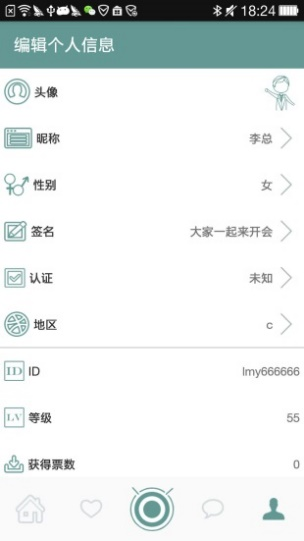 18:24
编辑个人信息
头像
昵称
李总
性别
女
签名
大家一起来开会
认证
未知
地区
c
ID
ID
lmy666666
LV
等级
55
获得票数
0